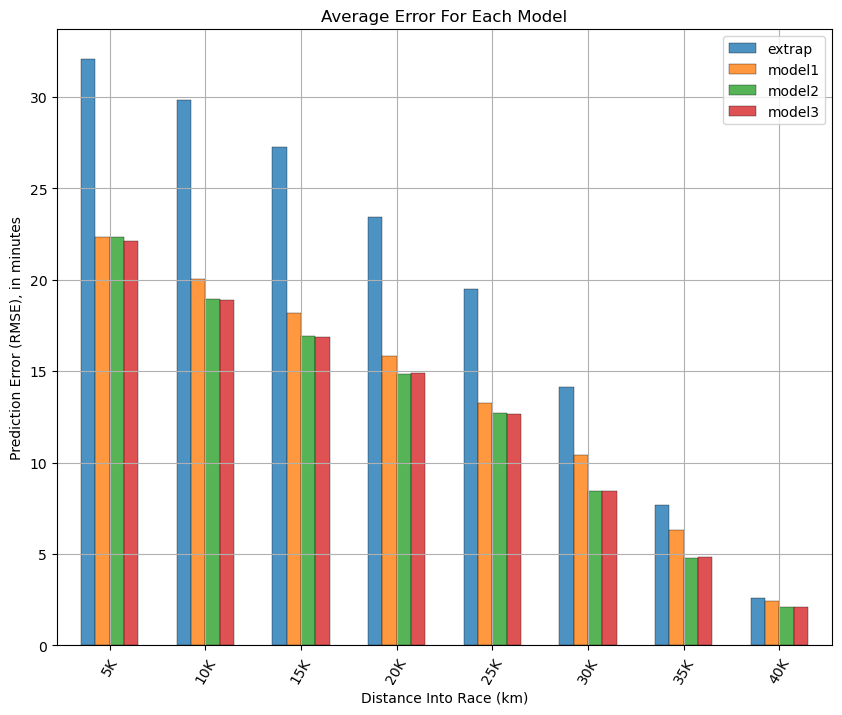 Average Error For Each Model
extrap
model1
model2
model3
Prediction Error (RMSE), in minutes
30
25
20
15
10
5
0
5K
10K
15K
20K
25K
30K
35K
40K
Distance Into Race (km)